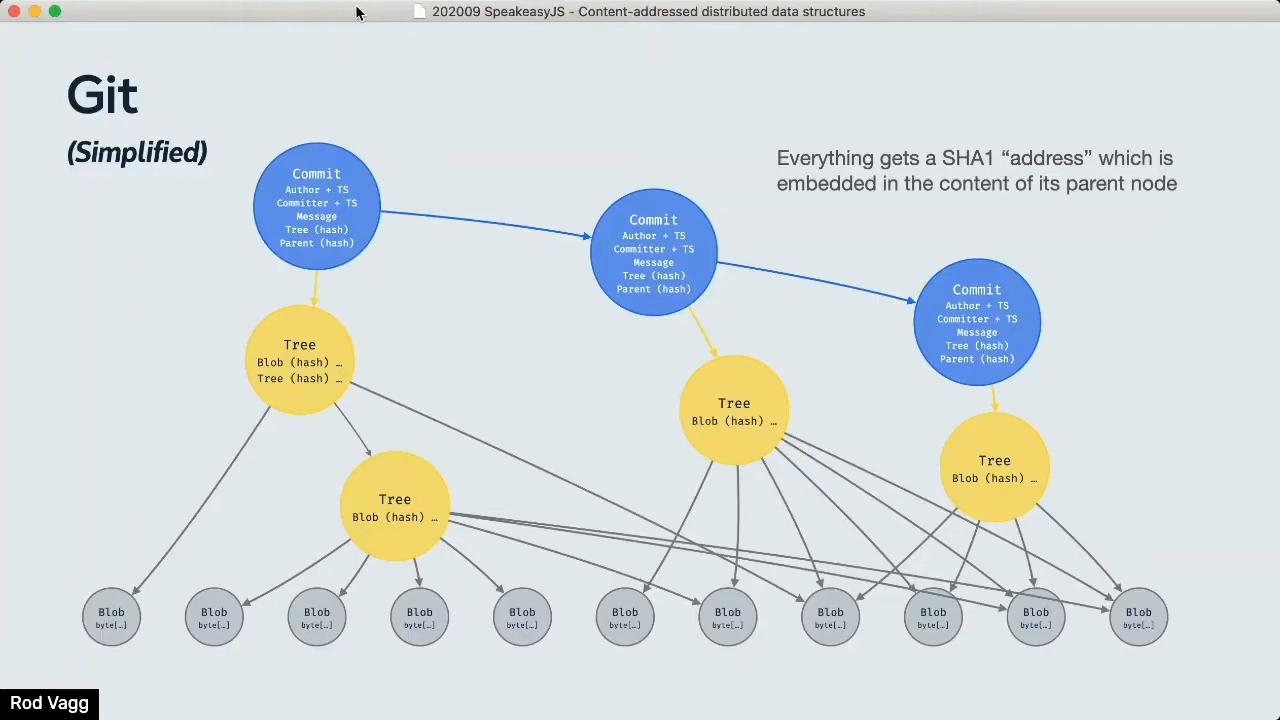 202009 SpeakeasyJS - Content-addressed distributed data structures
Git
(Simplified)
Everything gets a SHA1 “address” which is
embedded in the content of its parent node
Commit
Author + TS
Committer + TS
Message
Tree (hash)
Parent (hash)
Commit
Author + TS
Committer + TS
Message
Tree (hash)
Parent (hash)
Commit
Author + TS
Committer + TS
Message
Tree (hash)
Parent (hash)
Tree
Blob (hash) …
Tree (hash) …
Tree
Blob (hash) …
Tree
Blob (hash) …
Tree
Blob (hash) …
Blob
byte[…]
Blob
byte[…]
Blob
byte[…]
Blob
byte[…]
Blob
byte[…]
Blob
byte[…]
Blob
byte[…]
Blob
byte[…]
Blob
byte[…]
Blob
byte[…]
Blob
byte[…]
Rod Vagg